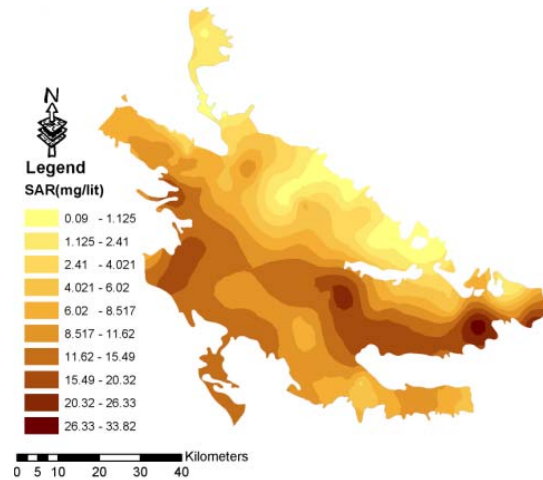 N
Legend
SAR(mg/lit)
0.09 - 1.125
1.125 - 2.41
2.41 - 4.021
4.021 - 6.02
6.02 - 8.517
8.517 - 11.62
11.62 - 15.49
15.49 - 20.32
20.32 - 26.33
26.33 - 33.82
Kilometers
0 5 10 20 30 40